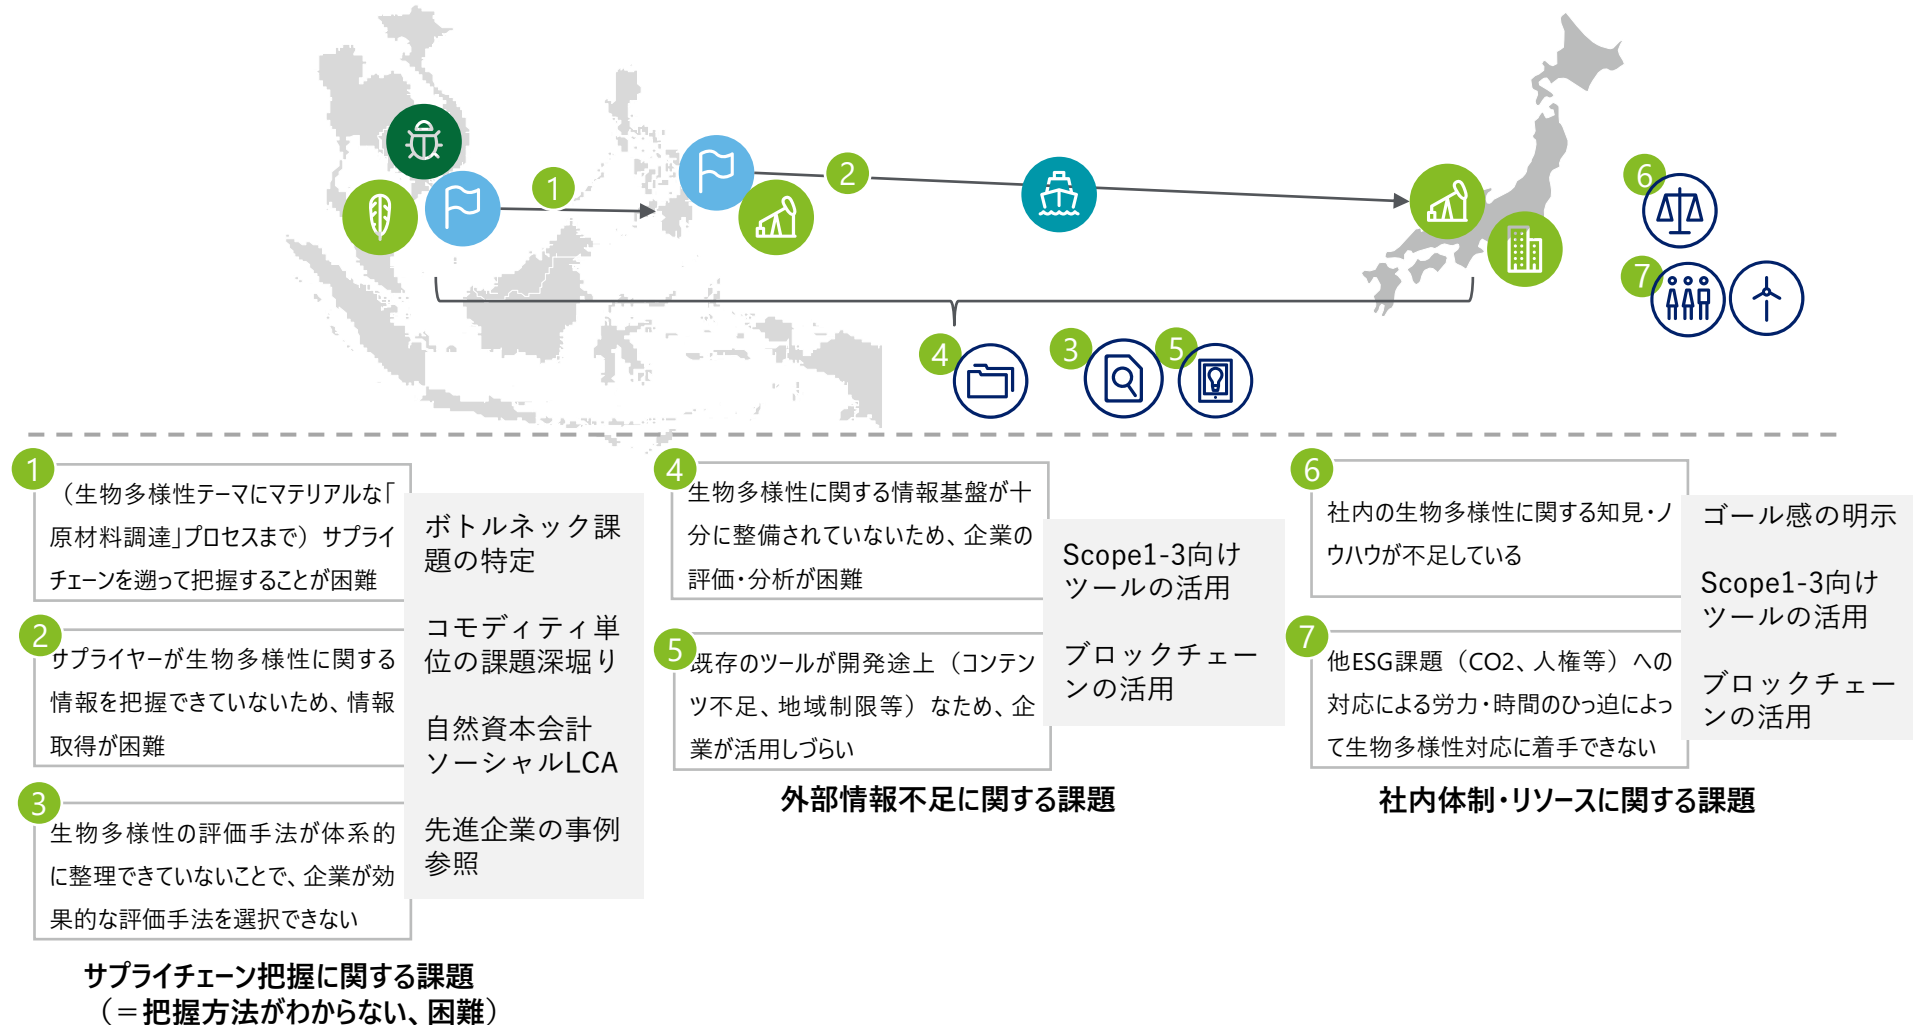 1
2
6
7
4
3
5
1
（生物多様性テーマにマテリアルな「
原材料調達」プロセスまで）サプライ
チェーンを遡って把握することが困難
2
サプライヤーが生物多様性に関する
情報を把握できていないため、情報
取得が困難
3
生物多様性の評価手法が体系的
に整理できていないことで、企業が効
果的な評価手法を選択できない
ボトルネック課
題の特定
コモディティ単
位の課題深堀り
自然資本会計
ソーシャルLCA
先進企業の事例
参照
サプライチェーン把握に関する課題
（＝把握方法がわからない、困難）
4
生物多様性に関する情報基盤が十
分に整備されていないため、企業の
評価・分析が困難
5
既存のツールが開発途上（コンテン
ツ不足、地域制限等）なため、企
業が活用しづらい
Scope1-3向け
ツールの活用
ブロックチェー
ンの活用
外部情報不足に関する課題
6
社内の生物多様性に関する知見・ノ
ウハウが不足している
7
他ESG課題（CO2、人権等）への
対応による労力・時間のひっ迫によっ
て生物多様性対応に着手できない
ゴール感の明示
Scope1-3向け
ツールの活用
ブロックチェー
ンの活用
社内体制・リソースに関する課題